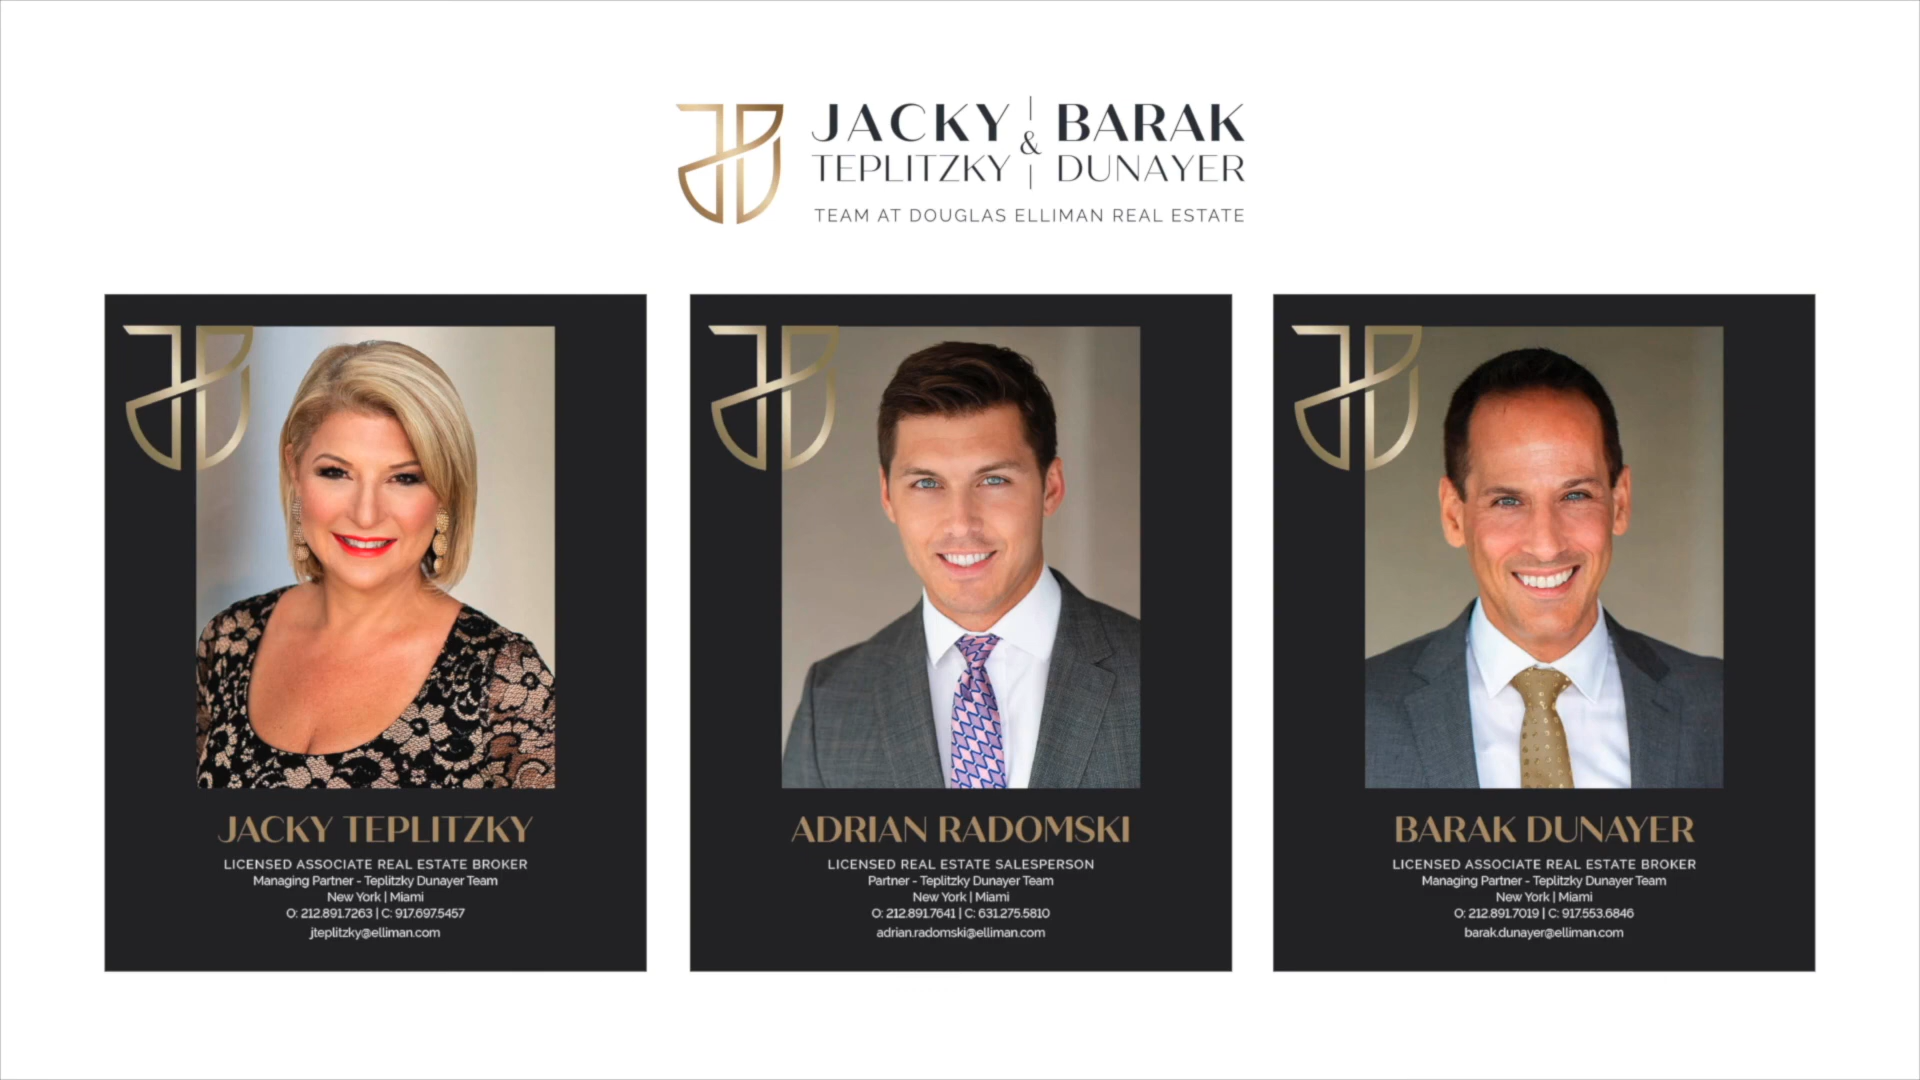 JACKY & BARAK
TEPLITZKY DUNAYER
TEAM AT DOUGLAS ELLIMAN REAL ESTATE
JACKY TEPLITZKY
LICENSED ASSOCIATE REAL ESTATE BROKER
Managing Partner - Teplitzky Dunayer Team
New York | Miami
O: 212.891.7263 | C: 917.697.5457
jteplitzky@elliman.com
ADRIAN RADOMSKI
LICENSED REAL ESTATE SALESPERSON
Partner - Teplitzky Dunayer Team
New York | Miami
O: 212.891.7641 | C: 631.275.5810
adrian.radomski@elliman.com
BARAK DUNAYER
LICENSED ASSOCIATE REAL ESTATE BROKER
Managing Partner - Teplitzky Dunayer Team
New York | Miami
O: 212.891.7019 | C: 917.553.6846
barak.dunayer@elliman.com